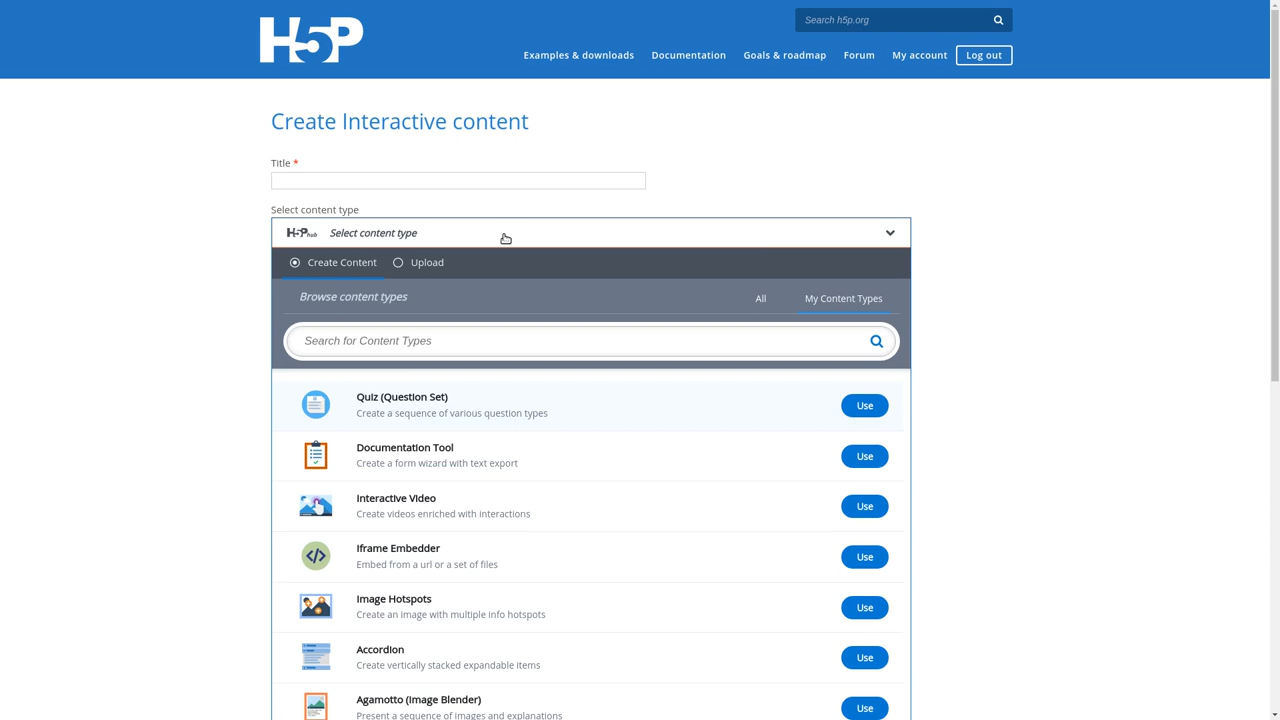 H5P
Search h5p.org
Examples & downloads Documentation Goals & roadmap Forum My account Log out
Create Interactive content
Title *
Select content type
H5P hub Select content type
Create Content Upload
Browse content types All My Content Types
Search for Content Types
Quiz (Question Set)
Create a sequence of various question types
Use
Documentation Tool
Create a form wizard with text export
Use
Interactive Video
Create videos enriched with interactions
Use
Iframe Embedder
Embed from a url or a set of files
Use
Image Hotspots
Create an image with multiple info hotspots
Use
Accordion
Create vertically stacked expandable items
Use
Agamotto (Image Blender)
Present a sequence of images and explanations
Use